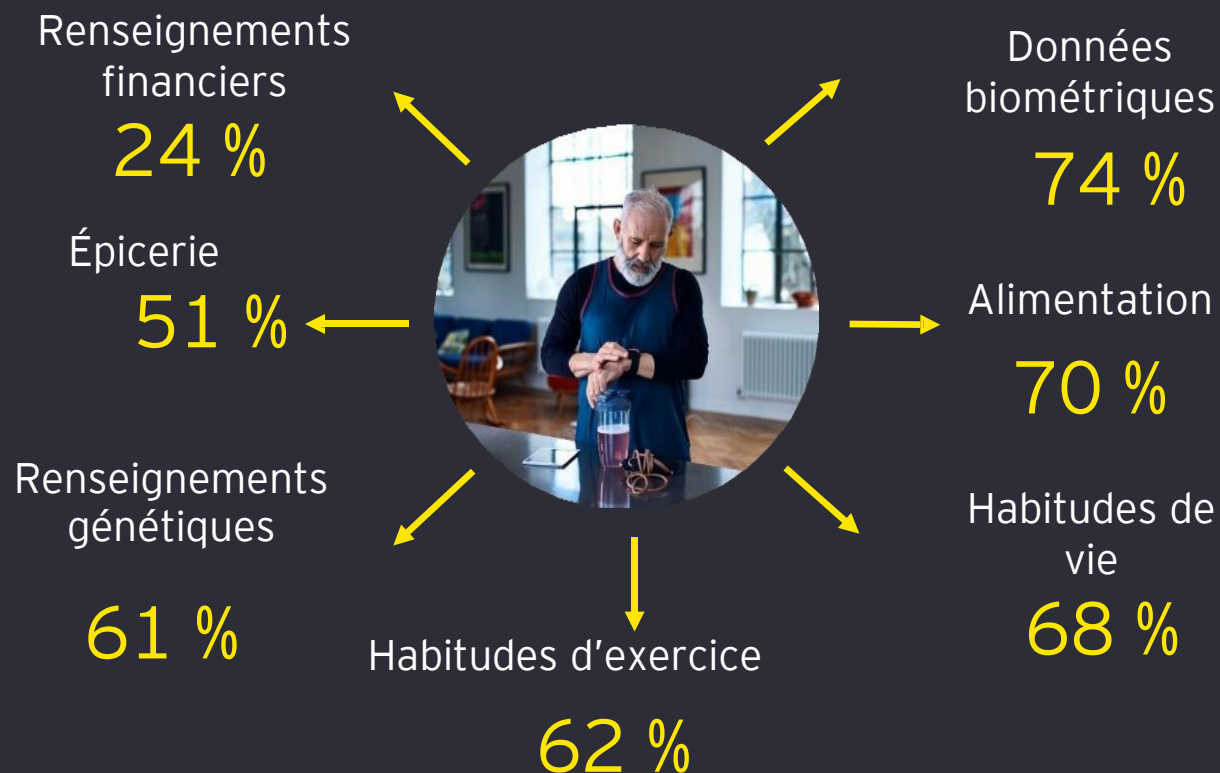 Renseignements
financiers
24 %
Épicerie
51 %
Renseignements
génétiques
61 %
Habitudes d'exercice
62 %
Données
biométriques
74 %
Alimentation
70 %
Habitudes de
vie
68 %